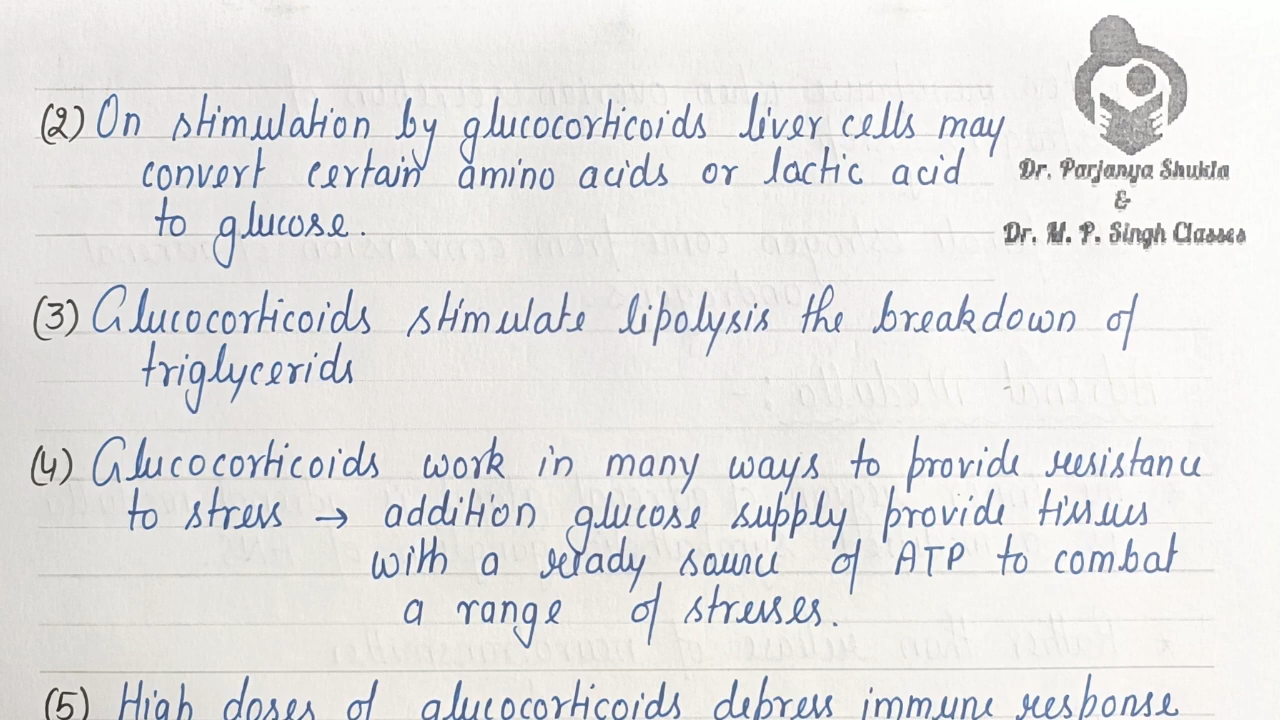 (2) On stimulation by glucocorticoids liver cells may
convert certain amino acids or lactic acid
to glucose.
Dr. Parjanya Shukla
&
Dr. M. P. Singh Classes
(3) Glucocorticoids stimulate lipolysis the breakdown of
triglycerids
(4) Glucocorticoids work in many ways to provide resistance
to stress → addition glucose supply provide tissues
with a ready source of ATP to combat
a range of stresses.
(5) High doses of glucocorticoids depress immune response